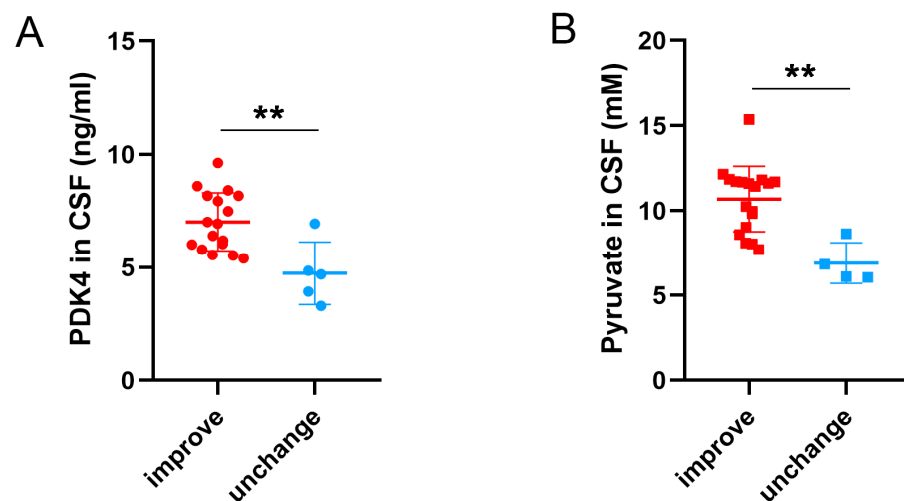 A
PDK4 in CSF (ng/ml)
15
10
5
0
**
improve
unchange
B
Pyruvate in CSF (mM)
20
15
10
5
0
**
improve
unchange